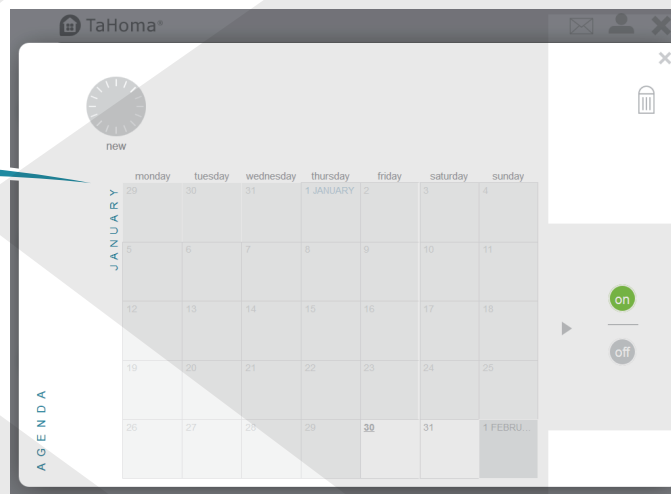 TaHoma®
new
monday tuesday wednesday thursday friday saturday sunday
JANUARY
29 30 31 1 JANUARY 2 3 4
5 6 7 8 9 10 11
12 13 14 15 16 17 18
19 20 21 22 23 24 25
26 27 28 29 30 31 1 FEBRU...
AGENDA
on
off